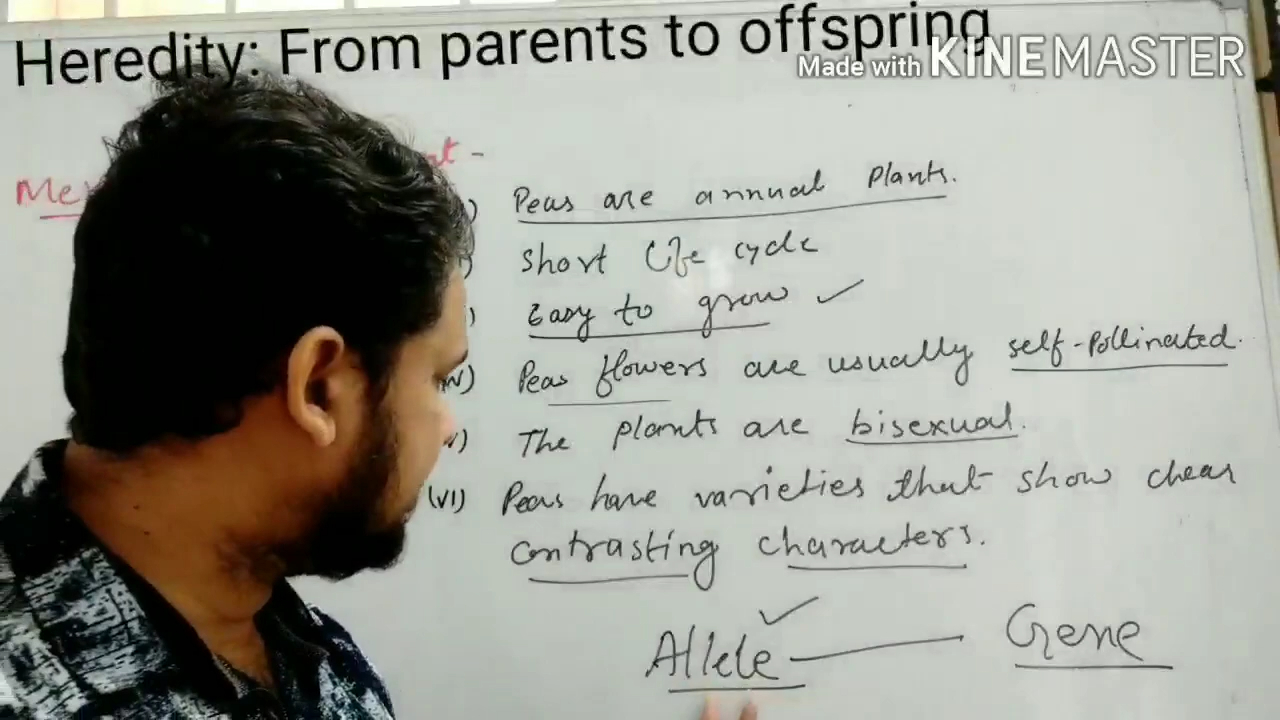 Heredity: From parents to offspring
Made with KINEMASTER
Peas are annual Plants.
Short Life cycle
Easy to grow ✓
Peas flowers are usually self-Pollinated.
The plants are bisexual.
(VI) Peas have varieties that show clear
contrasting characters.
Allele — Gene